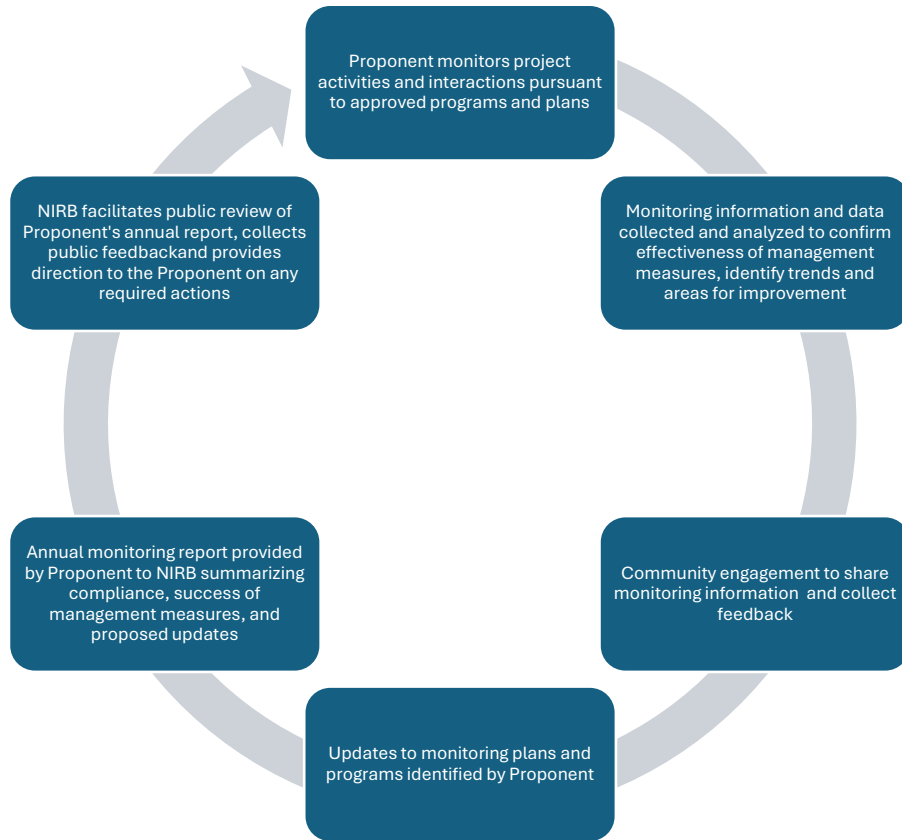 Proponent monitors project
activities and interactions pursuant
to approved programs and plans
Monitoring information and data
collected and analyzed to confirm
effectiveness of management
measures, identify trends and
areas for improvement
Community engagement to share
monitoring information  and collect
feedback
Updates to monitoring plans and
programs identified by Proponent
Annual monitoring report provided
by Proponent to NIRB summarizing
compliance, success of
management measures, and
proposed updates
NIRB facilitates public review of
Proponent's annual report, collects
public feedbackand provides
direction to the Proponent on any
required actions